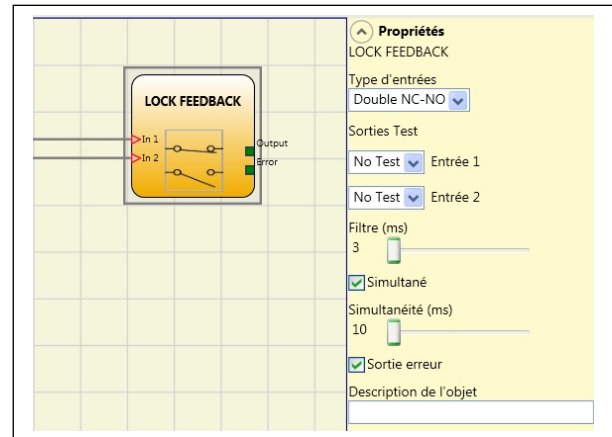 LOCK FEEDBACK
In 1
In 2
Output
Error
Propriétés
LOCK FEEDBACK
Type d'entrées
Double NC-NO
Sorties Test
No Test Entrée 1
No Test Entrée 2
Filtre (ms)
3
Simultané
Simultanéité (ms)
10
Sortie erreur
Description de l'objet